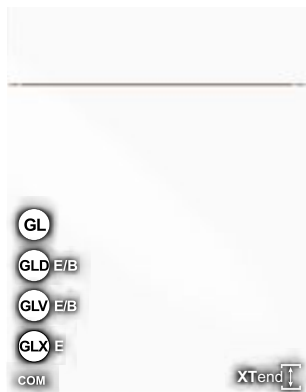 GL
GLD E/B
GLV E/B
GLX E
COM XTend